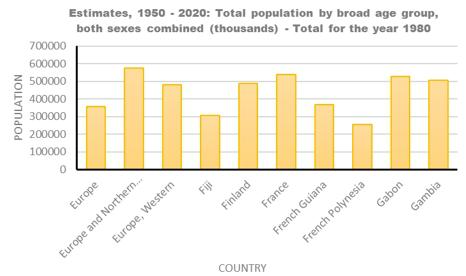 Estimates, 1950 - 2020: Total population by broad age group,
both sexes combined (thousands) - Total for the year 1980
700000
600000
500000
400000
300000
200000
100000
0
POPULATION
Europe
Europe and Northern...
Europe, Western
Fiji
Finland
France
French Guiana
French Polynesia
Gabon
Gambia
COUNTRY